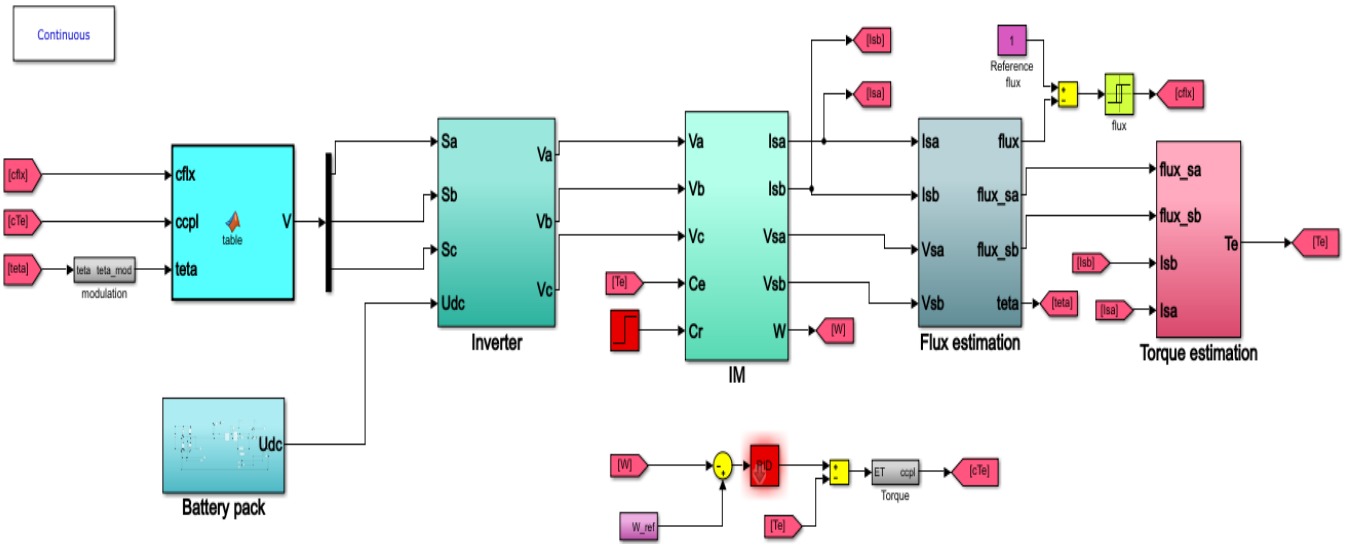 Continuous
[cflx]
[cTe]
[teta]
teta teta_mod
modulation
cflx
ccpl
teta
table
V
Sa
Sb
Sc
Udc
Va
Vb
Vc
Inverter
Udc
Battery pack
[Te]
Va
Vb
Vc
Ce
Cr
Isa
Isb
Vsa
Vsb
W
IM
[Isb]
[Isa]
[W]
Isa
Isb
Vsa
Vsb
flux
flux_sa
flux_sb
teta
Flux estimation
1
Reference
flux
+
−
flux
[cflx]
[teta]
[Isb]
[Isa]
flux_sa
flux_sb
Isb
Isa
Te
Torque estimation
[Te]
[W]
W_ref
−
+
[Te]
+
−
ET ccpl
Torque
[cTe]